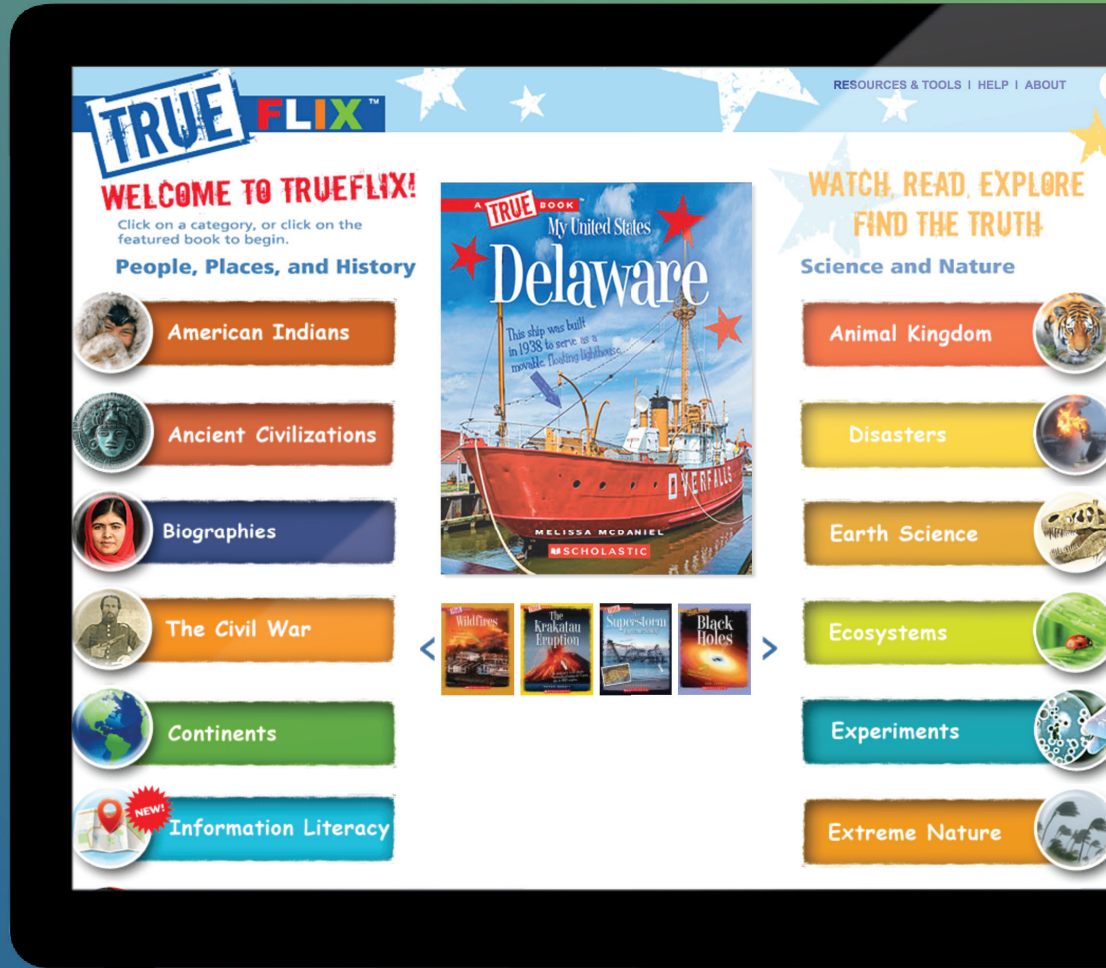 TRUE FLIX™
RESOURCES & TOOLS | HELP | ABOUT
WELCOME TO TRUEFLIX!
Click on a category, or click on the
featured book to begin.
People, Places, and History
American Indians
Ancient Civilizations
Biographies
The Civil War
Continents
NEW!
Information Literacy
A TRUE BOOK™
My United States
Delaware
This ship was built
in 1938 to serve as a
movable, floating lighthouse...
OVERFALLS
MELISSA MCDANIEL
SCHOLASTIC
TRUE
Wildfires
The
Krakatau
Eruption
Superstorm
Black
Holes
WATCH, READ, EXPLORE
FIND THE TRUTH
Science and Nature
Animal Kingdom
Disasters
Earth Science
Ecosystems
Experiments
Extreme Nature